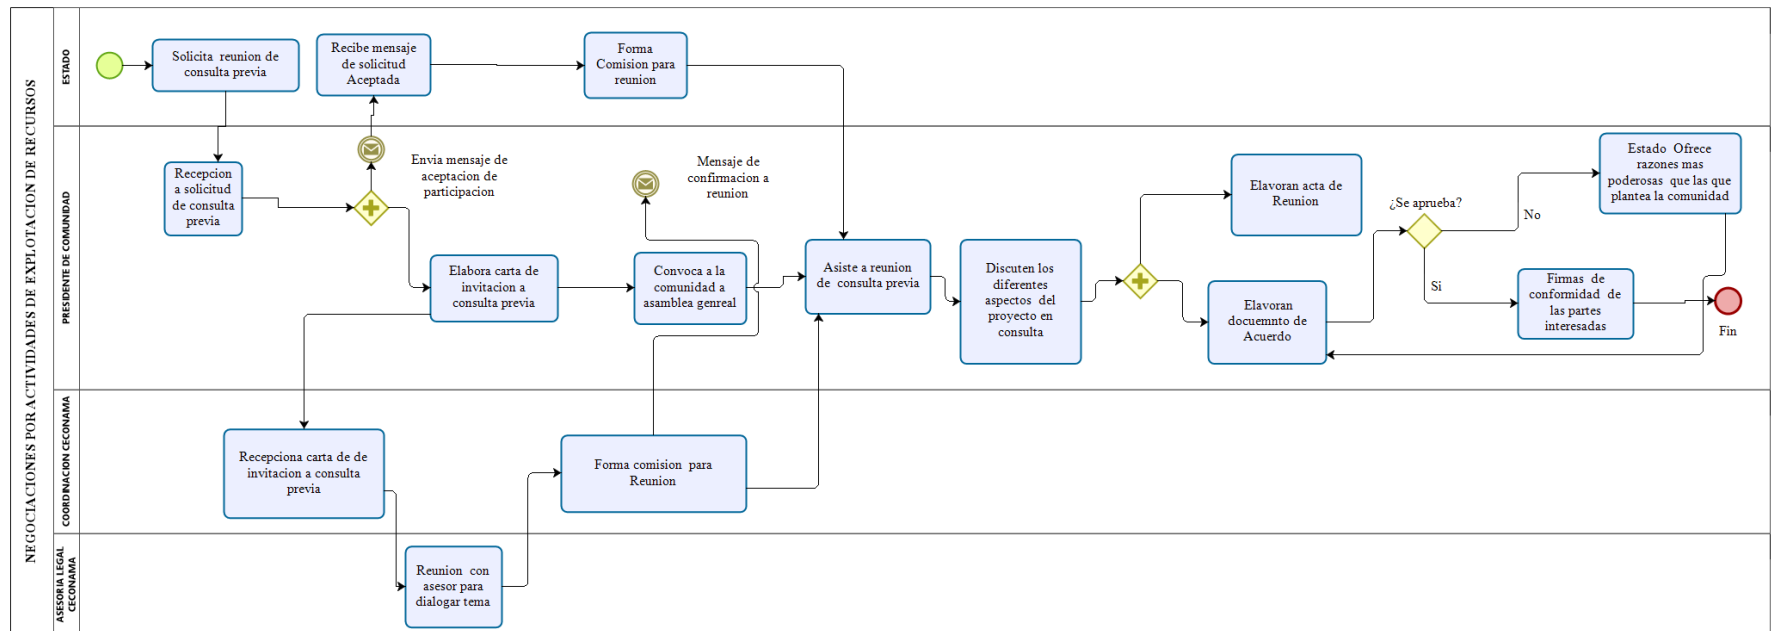 NEGOCIACIONES POR ACTIVIDADES DE EXPLOTACION DE RECURSOS
ESTADO
Solicita reunion de
consulta previa
Recibe mensaje
de solicitud
Aceptada
Forma
Comision para
reunion
PRESIDENTE DE COMUNIDAD
Recepcion
a solicitud
de consulta
previa
Envia mensaje de
aceptacion de
participacion
Mensaje de
confirmacion a
reunion
Elabora carta de
invitacion a
consulta previa
Convoca a la
comunidad a
asamblea genreal
Asiste a reunion
de consulta previa
Discuten los
diferentes
aspectos del
proyecto en
consulta
Elavoran acta de
Reunion
Elavoran
docuemnto de
Acuerdo
¿Se aprueba?
No
Si
Estado Ofrece
razones mas
poderosas que las que
plantea la comunidad
Firmas de
conformidad de
las partes
interesadas
Fin
COORDINACION CECONAMA
Recepciona carta de de
invitacion a consulta
previa
Forma comision para
Reunion
ASESORIA LEGAL
CECONAMA
Reunion con
asesor para
dialogar tema